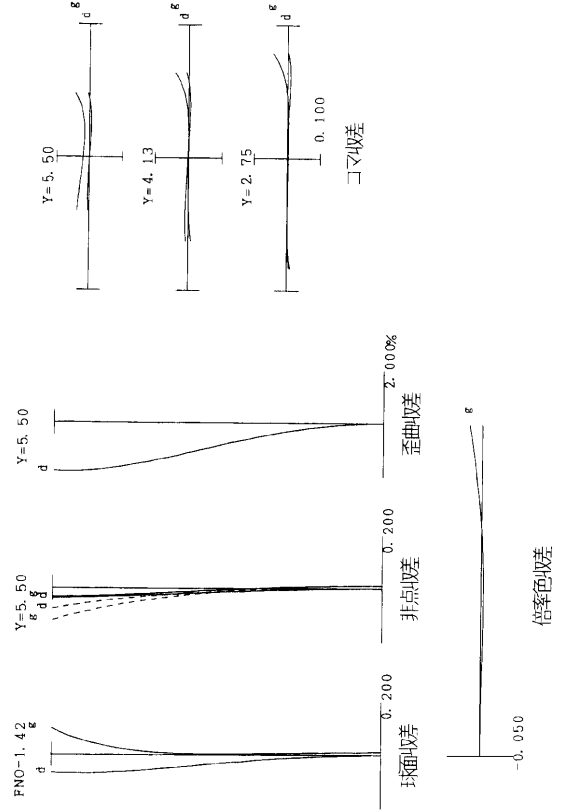 FNO-1.42
g
d
0.200
球面収差
Y=5.50
g
d
d
g
0.200
非点収差
Y=5.50
d
2.000%
歪曲収差
Y=5.50
g
d
Y=4.13
g
d
Y=2.75
g
d
0.100
コマ収差
g
-0.050
倍率色収差